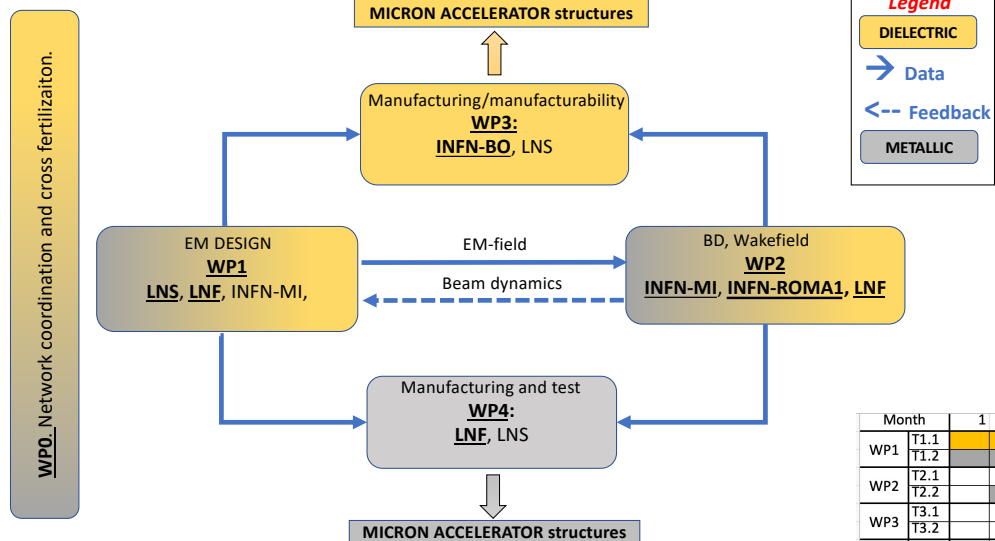 MICRON ACCELERATOR structures
Legend
DIELECTRIC
Data
<-- Feedback
METALLIC
WP0. Network coordination and cross fertilizaiton.
Manufacturing/manufacturability
WP3:
INFN-BO, LNS
EM DESIGN
WP1
LNS, LNF, INFN-MI,
EM-field
Beam dynamics
BD, Wakefield
WP2
INFN-MI, INFN-ROMA1, LNF
Manufacturing and test
WP4:
LNF, LNS
MICRON ACCELERATOR structures
Month 1
WP1 T1.1
T1.2
WP2 T2.1
T2.2
WP3 T3.1
T3.2